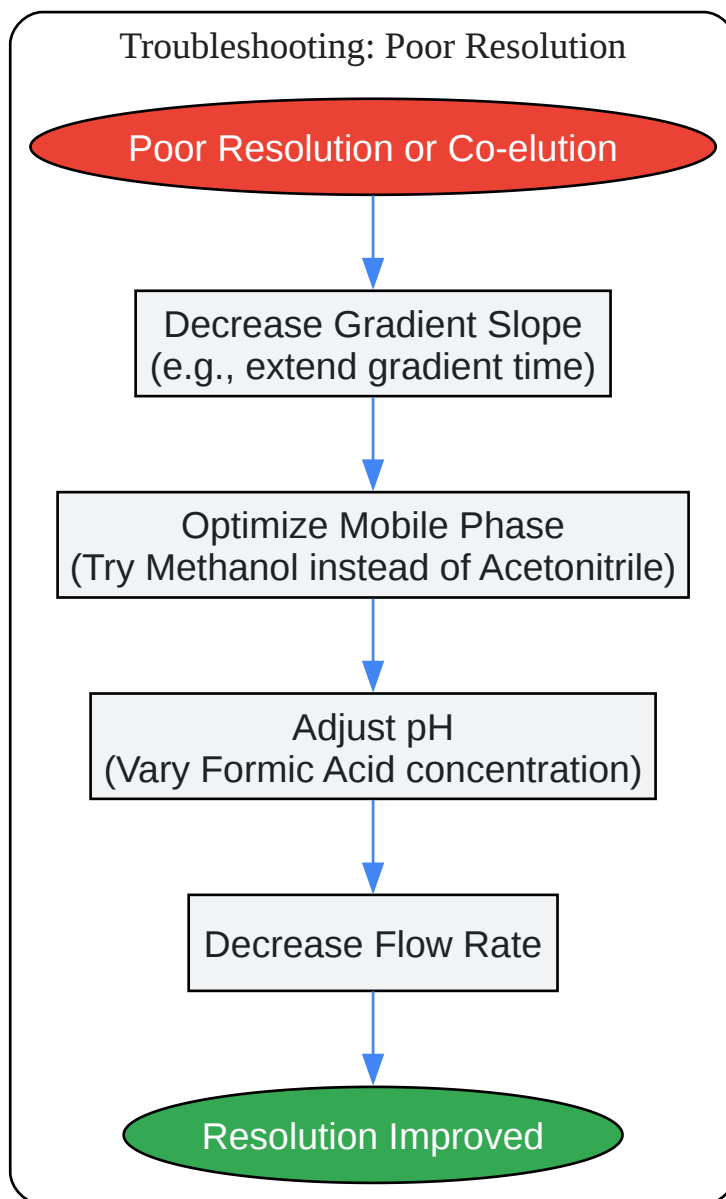 Troubleshooting: Poor Resolution
Poor Resolution or Co-elution
Decrease Gradient Slope
(e.g., extend gradient time)
Optimize Mobile Phase
(Try Methanol instead of Acetonitrile)
Adjust pH
(Vary Formic Acid concentration)
Decrease Flow Rate
Resolution Improved